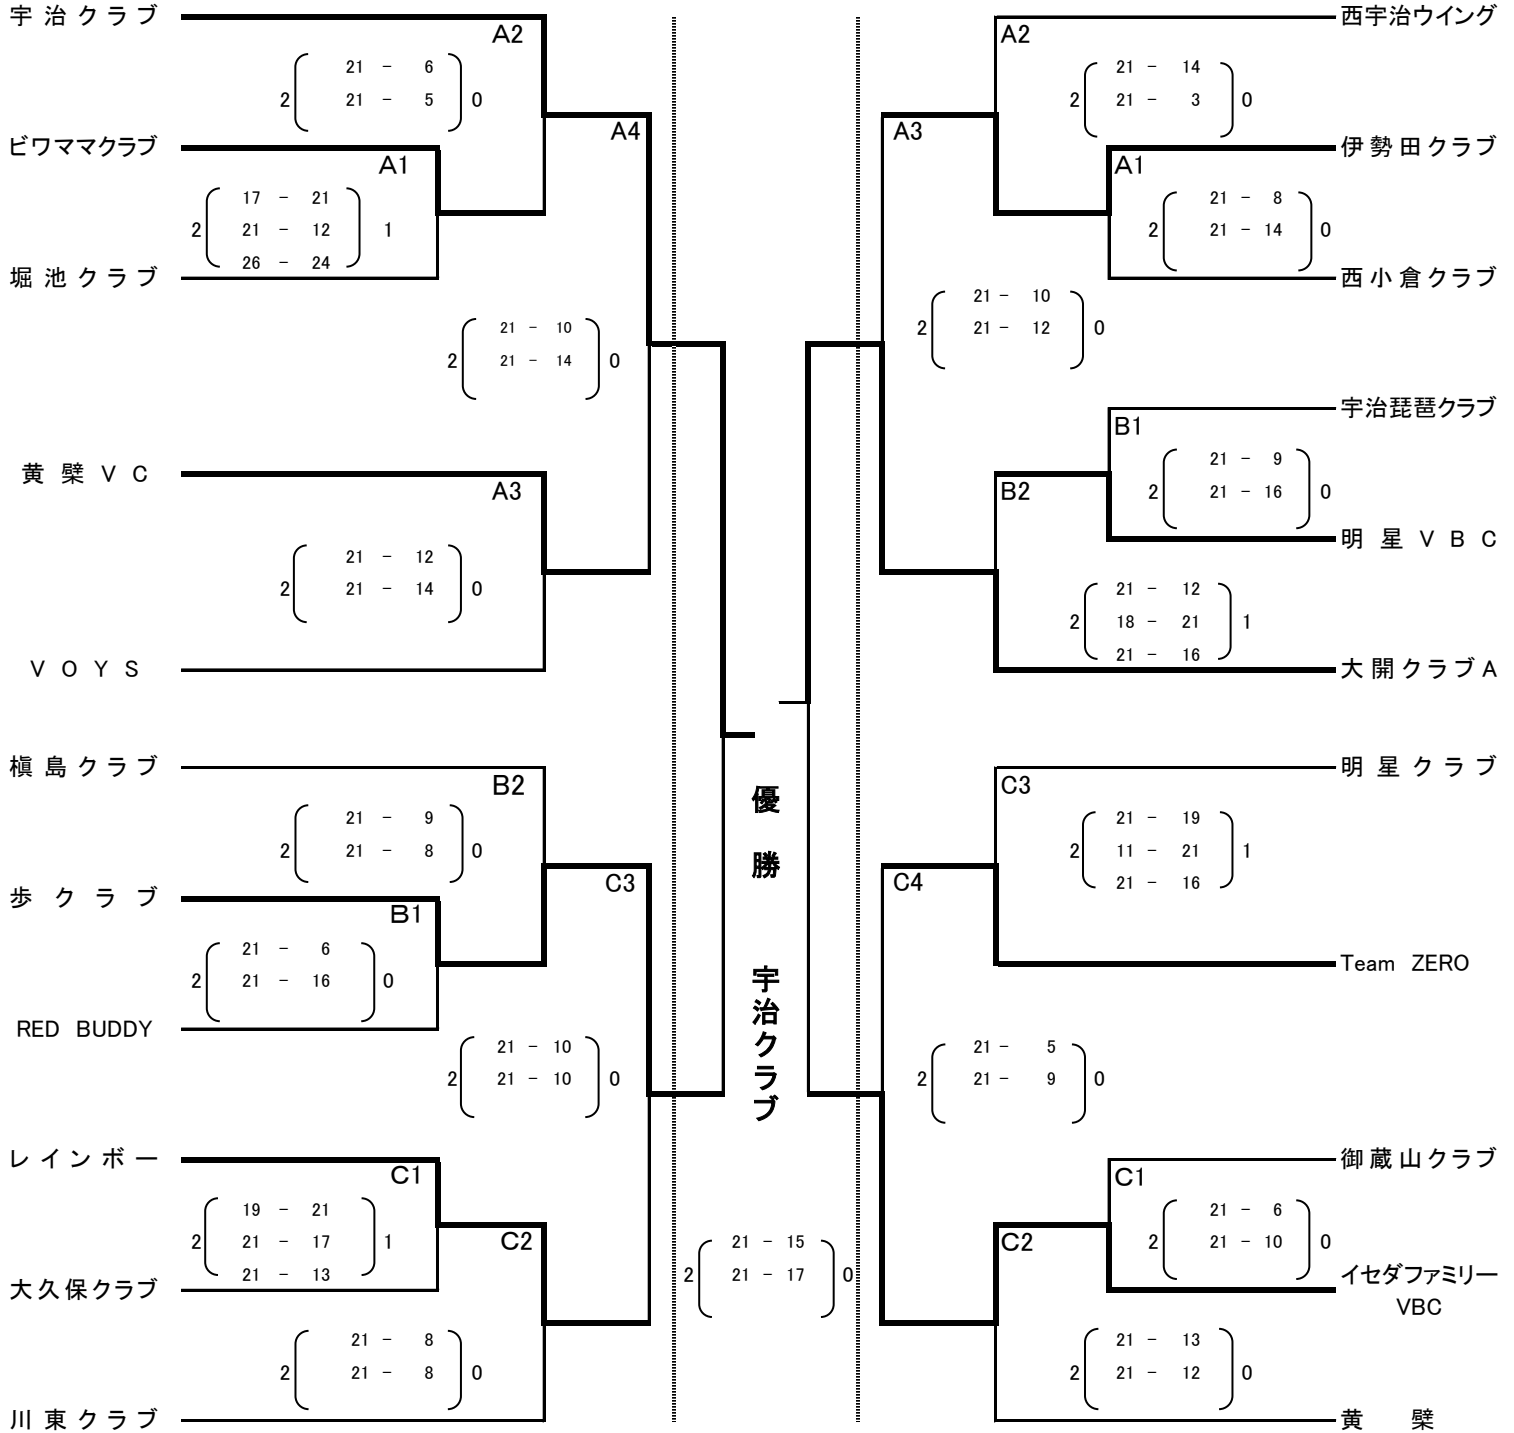 宇治クラブ
A2
21 － 6
2 21 － 5 0
ビワママクラブ
A1
A4
17 － 21
2 21 － 12 1
26 － 24
堀池クラブ
21 － 10
2 21 － 14 0
黄檗ＶＣ
A3
21 － 12
2 21 － 14 0
ＶＯＹＳ
槇島クラブ
B2
21 － 9
2 21 － 8 0
歩クラブ
B1
C3
21 － 6
2 21 － 16 0
RED BUDDY
21 － 10
2 21 － 10 0
レインボー
C1
19 － 21
2 21 － 17 1
21 － 13
C2
大久保クラブ
21 － 8
2 21 － 8 0
川東クラブ
優勝 宇治クラブ
21 － 15
2 21 － 17 0
西宇治ウイング
A2
21 － 14
2 21 － 3 0
A3
伊勢田クラブ
A1
21 － 8
2 21 － 14 0
西小倉クラブ
21 － 10
2 21 － 12 0
宇治琵琶クラブ
B1
21 － 9
2 21 － 16 0
B2
明星ＶＢＣ
21 － 12
2 18 － 21 1
21 － 16
大開クラブＡ
明星クラブ
C3
21 － 19
2 11 － 21 1
21 － 16
C4
Team ZERO
21 － 5
2 21 － 9 0
御蔵山クラブ
C1
21 － 6
2 21 － 10 0
C2
イセダファミリー
VBC
21 － 13
2 21 － 12 0
黄檗